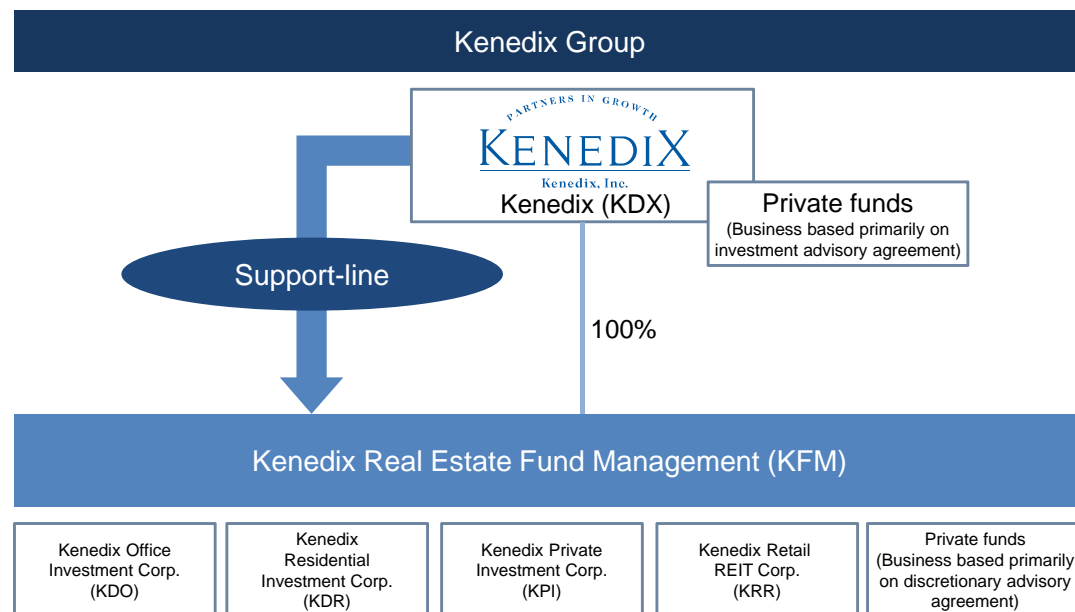 Kenedix Group
PARTNERS IN GROWTH
KENEDIX
Kenedix, Inc.
Kenedix (KDX)
Private funds
(Business based primarily on
investment advisory agreement)
Support-line
100%
Kenedix Real Estate Fund Management (KFM)
Kenedix Office
Investment Corp.
(KDO)
Kenedix
Residential
Investment Corp.
(KDR)
Kenedix Private
Investment Corp.
(KPI)
Kenedix Retail
REIT Corp.
(KRR)
Private funds
(Business based primarily
on discretionary advisory
agreement)